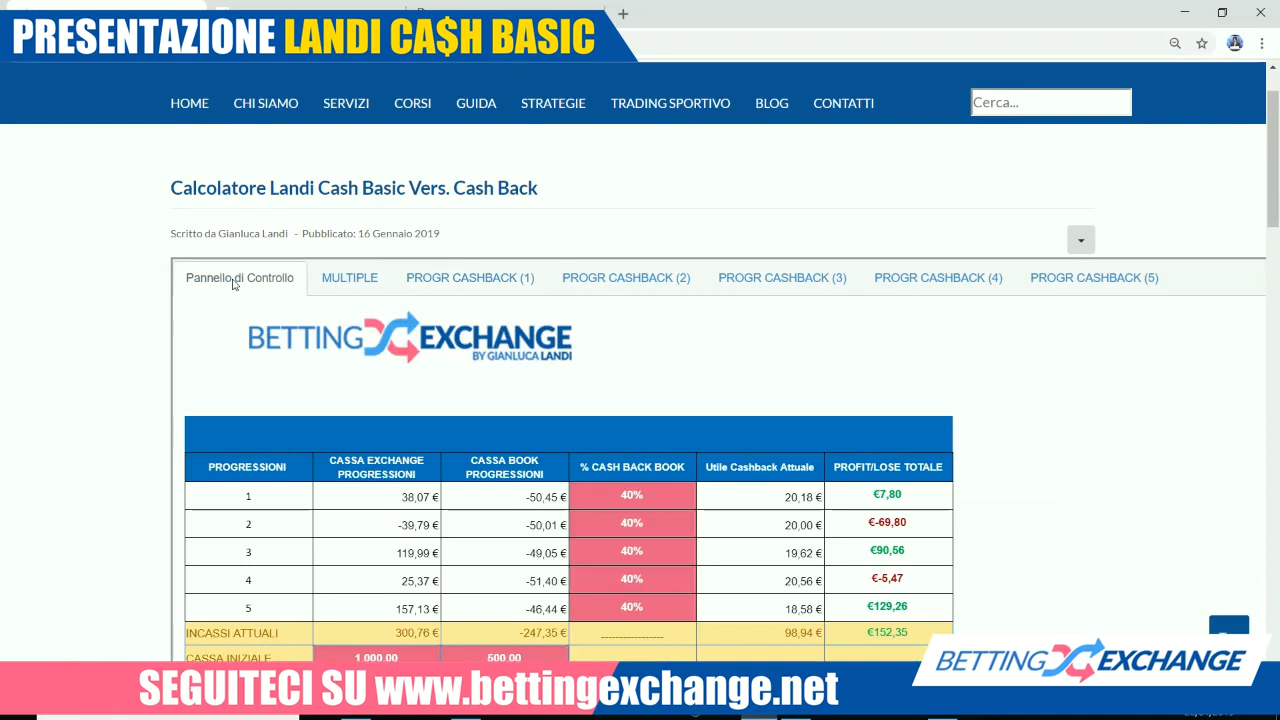 PRESENTAZIONE LANDI CA$H BASIC
HOME CHI SIAMO SERVIZI CORSI GUIDA STRATEGIE TRADING SPORTIVO BLOG CONTATTI Cerca...
Calcolatore Landi Cash Basic Vers. Cash Back
Scritto da Gianluca Landi - Pubblicato: 16 Gennaio 2019
Pannello di Controllo MULTIPLE PROGR CASHBACK (1) PROGR CASHBACK (2) PROGR CASHBACK (3) PROGR CASHBACK (4) PROGR CASHBACK (5)
BETTING EXCHANGE
BY GIANLUCA LANDI
PROGRESSIONI CASSA EXCHANGE PROGRESSIONI CASSA BOOK PROGRESSIONI % CASH BACK BOOK Utile Cashback Attuale PROFIT/LOSE TOTALE
1 38,07 € -50,45 € 40% 20,18 € €7,80
2 -39,79 € -50,01 € 40% 20,00 € €-69,80
3 119,99 € -49,05 € 40% 19,62 € €90,56
4 25,37 € -51,40 € 40% 20,56 € €-5,47
5 157,13 € -46,44 € 40% 18,58 € €129,26
INCASSI ATTUALI 300,76 € -247,35 € ---------------- 98,94 € €152,35
CASSA INIZIALE 1.000,00 500,00
SEGUITECI SU www.bettingexchange.net
BETTING EXCHANGE